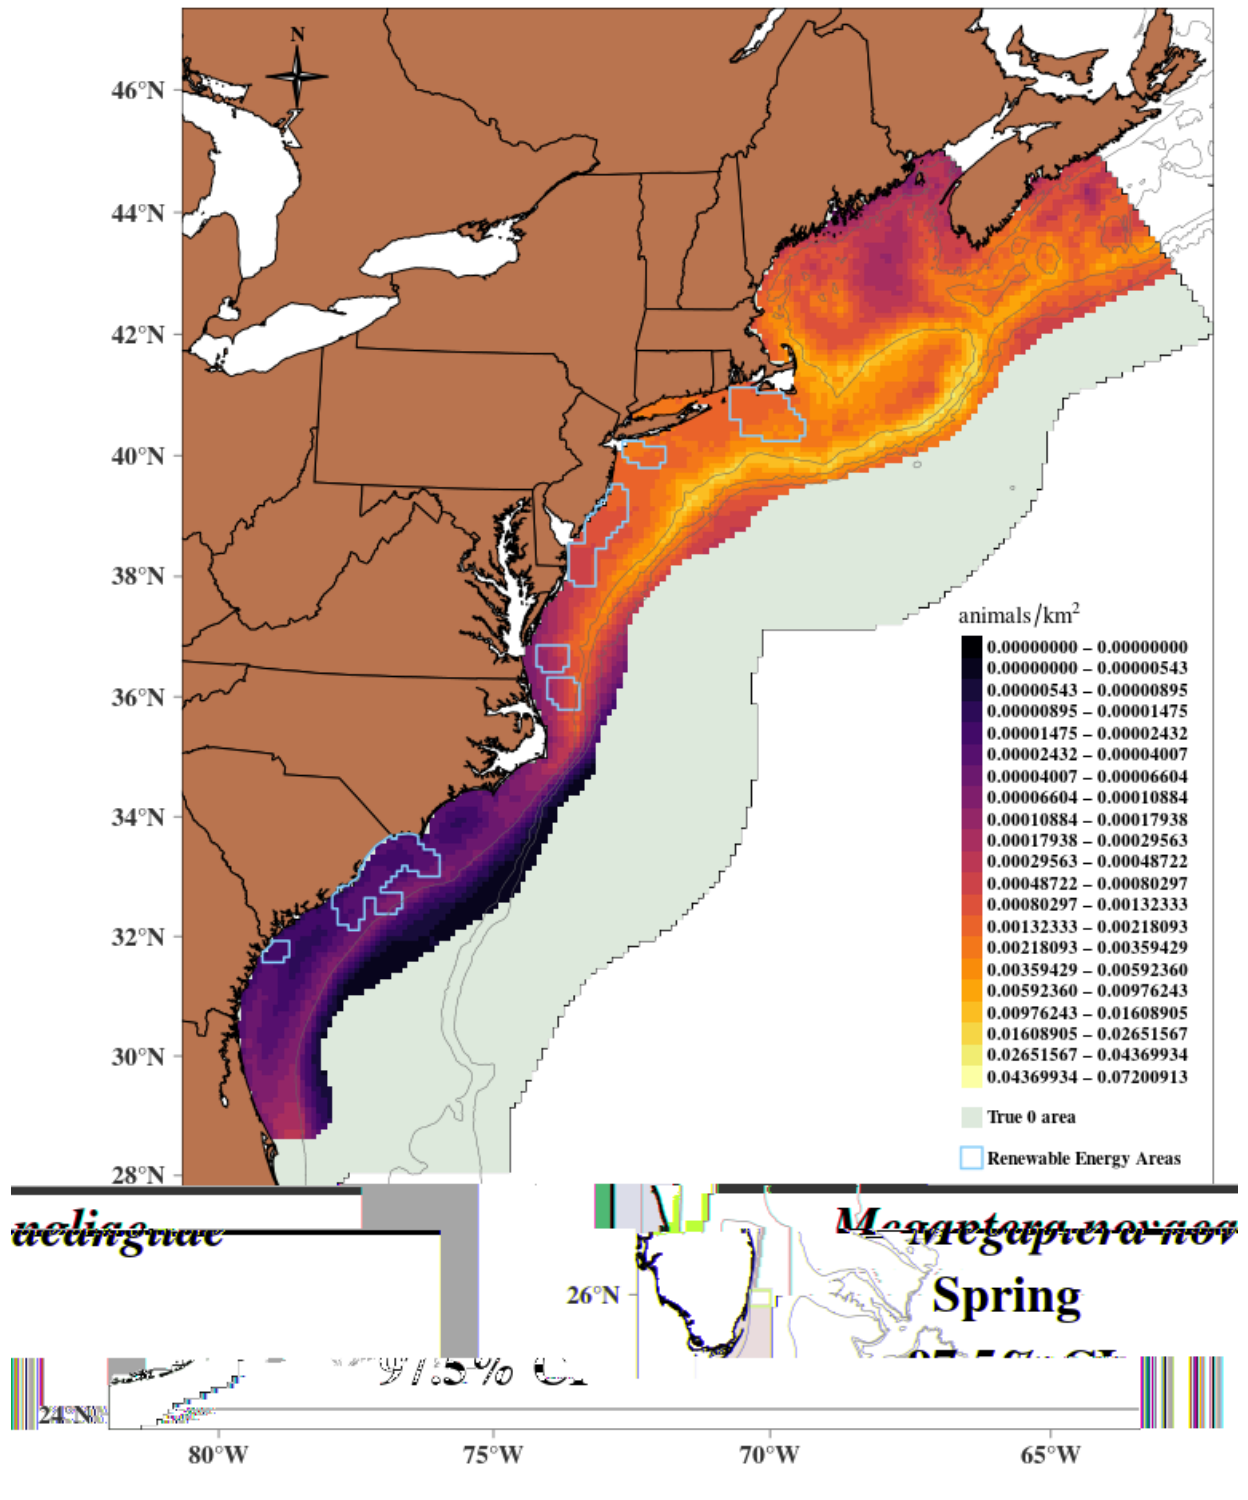 N
46°N
44°N
42°N
40°N
38°N
36°N
34°N
32°N
30°N
28°N
animals/km²
0.00000000 – 0.00000000
0.00000000 – 0.00000543
0.00000543 – 0.00000895
0.00000895 – 0.00001475
0.00001475 – 0.00002432
0.00002432 – 0.00004007
0.00004007 – 0.00006604
0.00006604 – 0.00010884
0.00010884 – 0.00017938
0.00017938 – 0.00029563
0.00029563 – 0.00048722
0.00048722 – 0.00080297
0.00080297 – 0.00132333
0.00132333 – 0.00218093
0.00218093 – 0.00359429
0.00359429 – 0.00592360
0.00592360 – 0.00976243
0.00976243 – 0.01608905
0.01608905 – 0.02651567
0.02651567 – 0.04369934
0.04369934 – 0.07200913
True 0 area
Renewable Energy Areas
26°N
Spring
97.5% CI
24°N
80°W
75°W
70°W
65°W